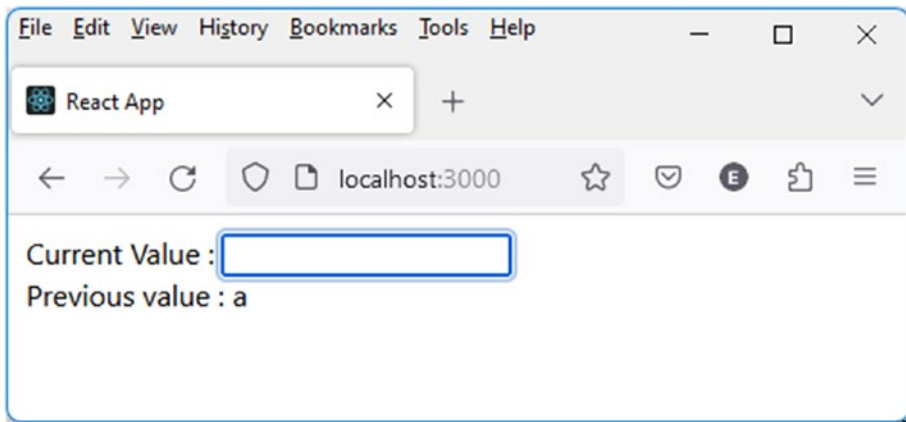 File Edit View History Bookmarks Tools Help
React App
localhost:3000
E
Current Value :
Previous value : a